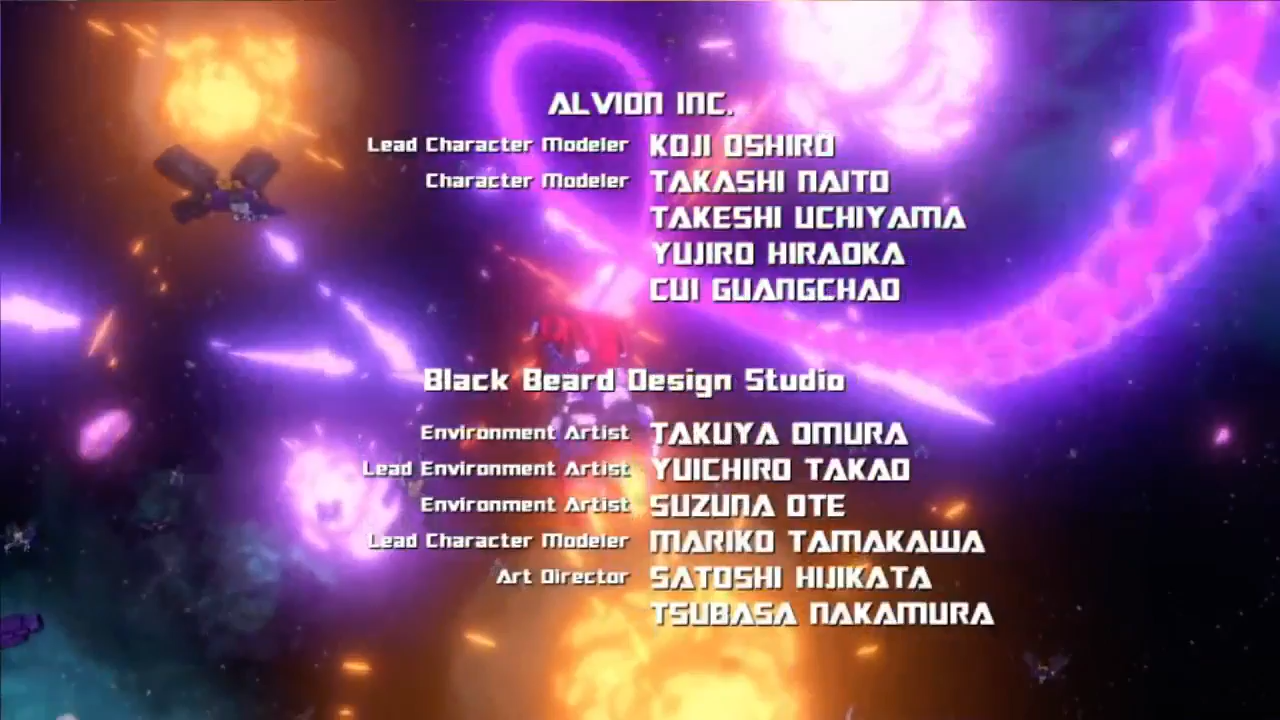 ALVION INC.
Lead Character Modeler KOJI OSHIRO
Character Modeler TAKASHI NAITO
TAKESHI UCHIYAMA
YUJIRO HIRAOKA
CUI GUANGCHAO
Black Beard Design Studio
Environment Artist TAKUYA OMURA
Lead Environment Artist YUICHIRO TAKAO
Environment Artist SUZUNA OTE
Lead Character Modeler MARIKO TAMAKAWA
Art Director SATOSHI HIJIKATA
TSUBASA NAKAMURA